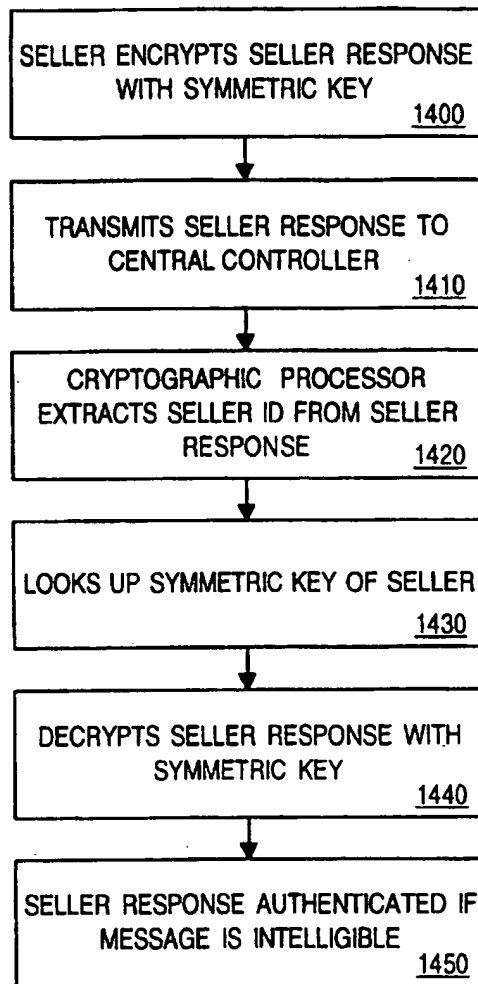 SELLER ENCRYPTS SELLER RESPONSE
WITH SYMMETRIC KEY
1400
TRANSMITS SELLER RESPONSE TO
CENTRAL CONTROLLER
1410
CRYPTOGRAPHIC PROCESSOR
EXTRACTS SELLER ID FROM SELLER
RESPONSE
1420
LOOKS UP SYMMETRIC KEY OF SELLER
1430
DECRYPTS SELLER RESPONSE WITH
SYMMETRIC KEY
1440
SELLER RESPONSE AUTHENTICATED IF
MESSAGE IS INTELLIGIBLE
1450